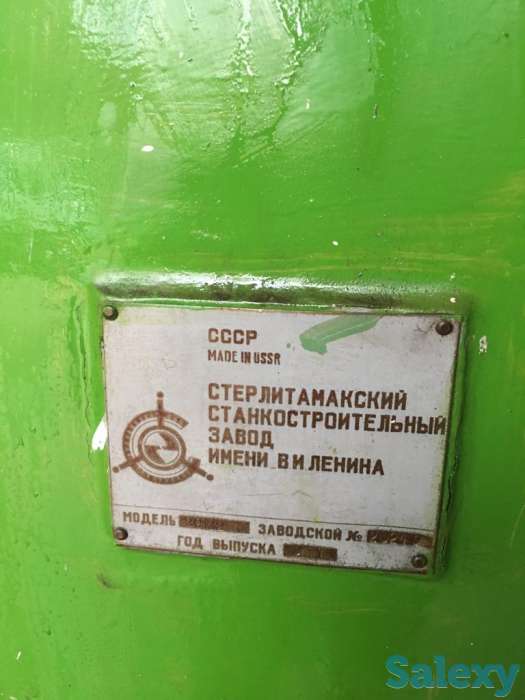 СССР
MADE IN USSR
СТЕРЛИТАМАКСКИЙ
СТАНКОСТРОИТЕЛЬНЫЙ
ЗАВОД
ИМЕНИ В И ЛЕНИНА
МОДЕЛЬ ЗАВОДСКОЙ №
ГОД ВЫПУСКА
Salexy